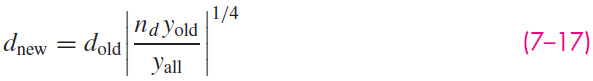 d_new = d_old |n_d y_old / y_all|^1/4 (7–17)